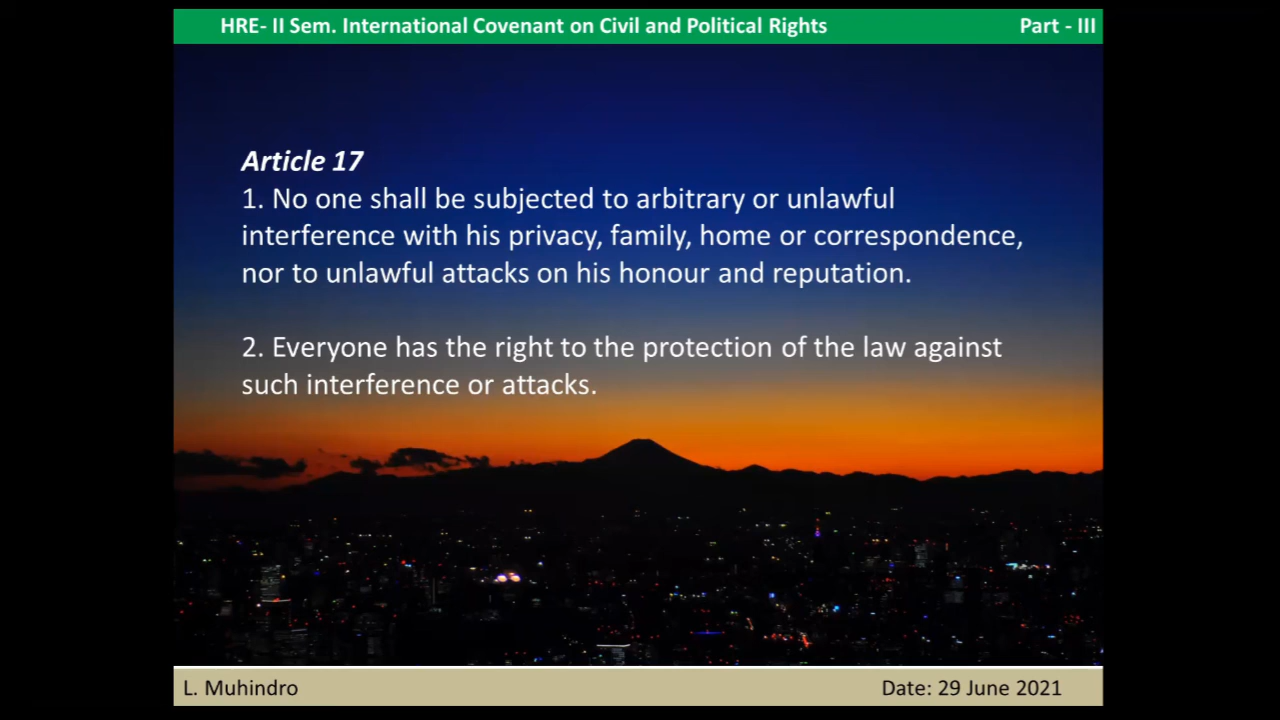 HRE- II Sem. International Covenant on Civil and Political Rights Part - III
Article 17
1. No one shall be subjected to arbitrary or unlawful
interference with his privacy, family, home or correspondence,
nor to unlawful attacks on his honour and reputation.
2. Everyone has the right to the protection of the law against
such interference or attacks.
L. Muhindro Date: 29 June 2021